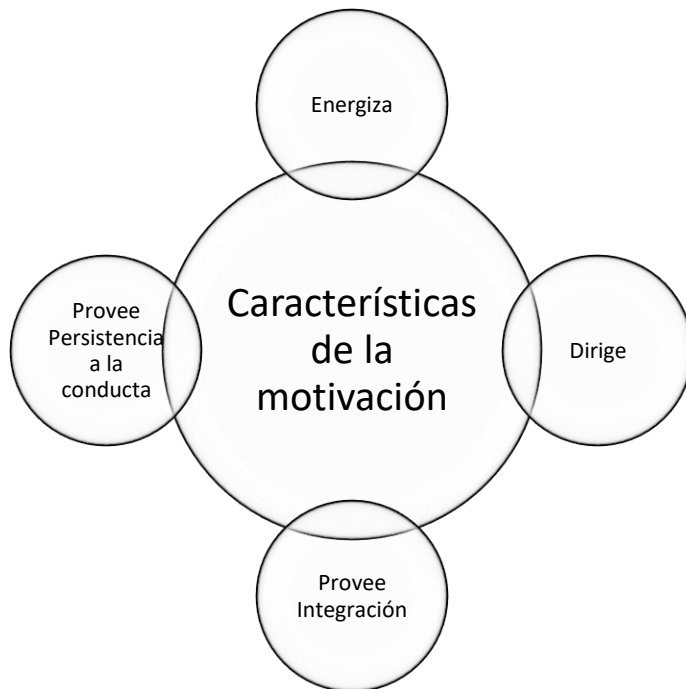 Energiza
Características
de la
motivación
Provee
Persistencia
a la
conducta
Dirige
Provee
Integración